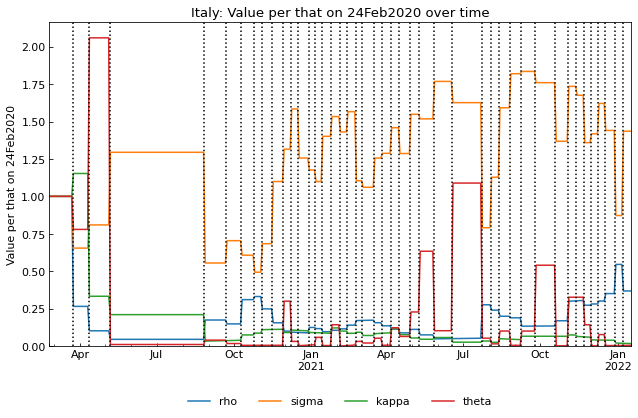 Italy: Value per that on 24Feb2020 over time
Value per that on 24Feb2020
2.00
1.75
1.50
1.25
1.00
0.75
0.50
0.25
0.00
Apr Jul Oct Jan Apr Jul Oct Jan
2021 2022
rho sigma kappa theta